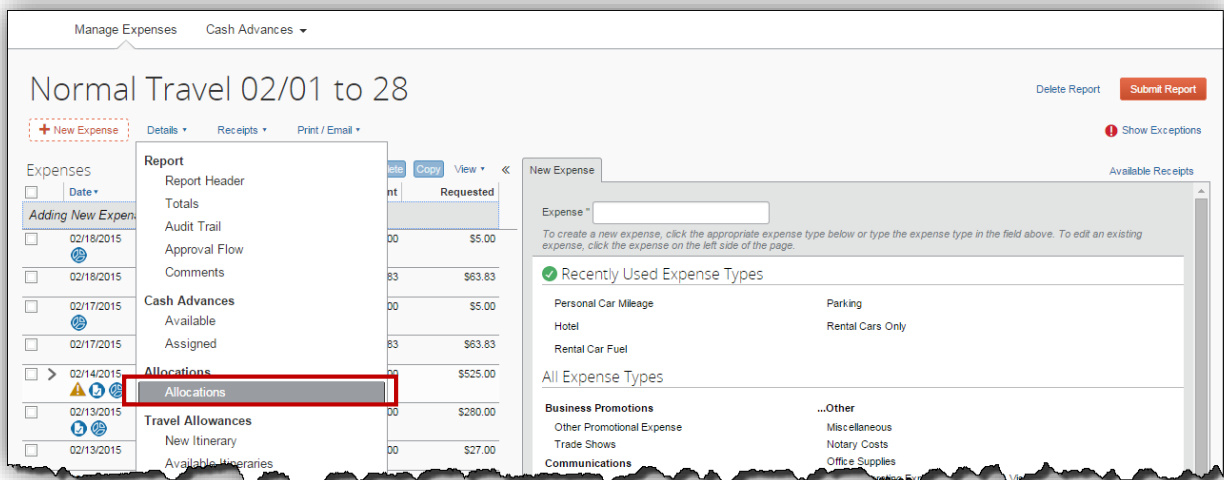 Manage Expenses Cash Advances
Normal Travel 02/01 to 28
Delete Report Submit Report
+ New Expense Details Receipts Print / Email
Show Exceptions
Expenses
Copy View «
Date Requested
Adding New
02/18/2015 $5.00
02/18/2015 $63.83
02/17/2015 $5.00
02/17/2015 $63.83
02/14/2015 $525.00
02/13/2015 $280.00
02/13/2015 $27.00
Report
Report Header
Totals
Audit Trail
Approval Flow
Comments
Cash Advances
Available
Assigned
Allocations
Allocations
Travel Allowances
New Itinerary
Available Itineraries
New Expense
Available Receipts
Expense *
To create a new expense, click the appropriate expense type below or type the expense type in the field above. To edit an existing
expense, click the expense on the left side of the page.
Recently Used Expense Types
Personal Car Mileage Parking
Hotel Rental Cars Only
Rental Car Fuel
All Expense Types
Business Promotions ...Other
Other Promotional Expense Miscellaneous
Trade Shows Notary Costs
Communications Office Supplies